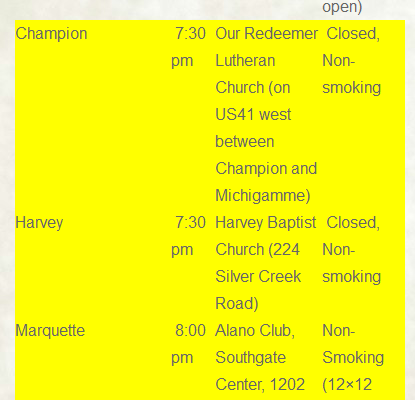 open)
Champion 7:30 Our Redeemer Closed,
pm Lutheran Non-
Church (on smoking
US41 west
between
Champion and
Michigamme)
Harvey 7:30 Harvey Baptist Closed,
pm Church (224 Non-
Silver Creek smoking
Road)
Marquette 8:00 Alano Club, Non-
pm Southgate Smoking
Center, 1202 (12×12